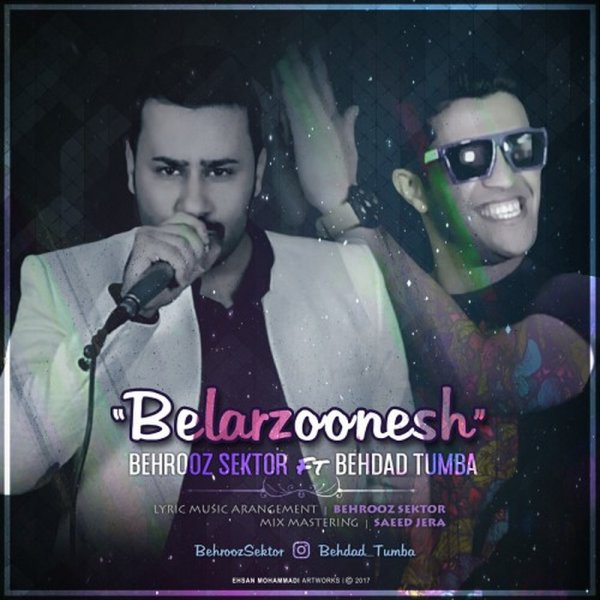 "Belarzoonesh"
BEHROOZ SEKTOR FT BEHDAD TUMBA
LYRIC MUSIC ARANGEMENT | BEHROOZ SEKTOR
MIX MASTERING | SAEED JERA
BehroozSektor Behdad_Tumba
EHSAN MOHAMMADI ARTWORKS | © 2017